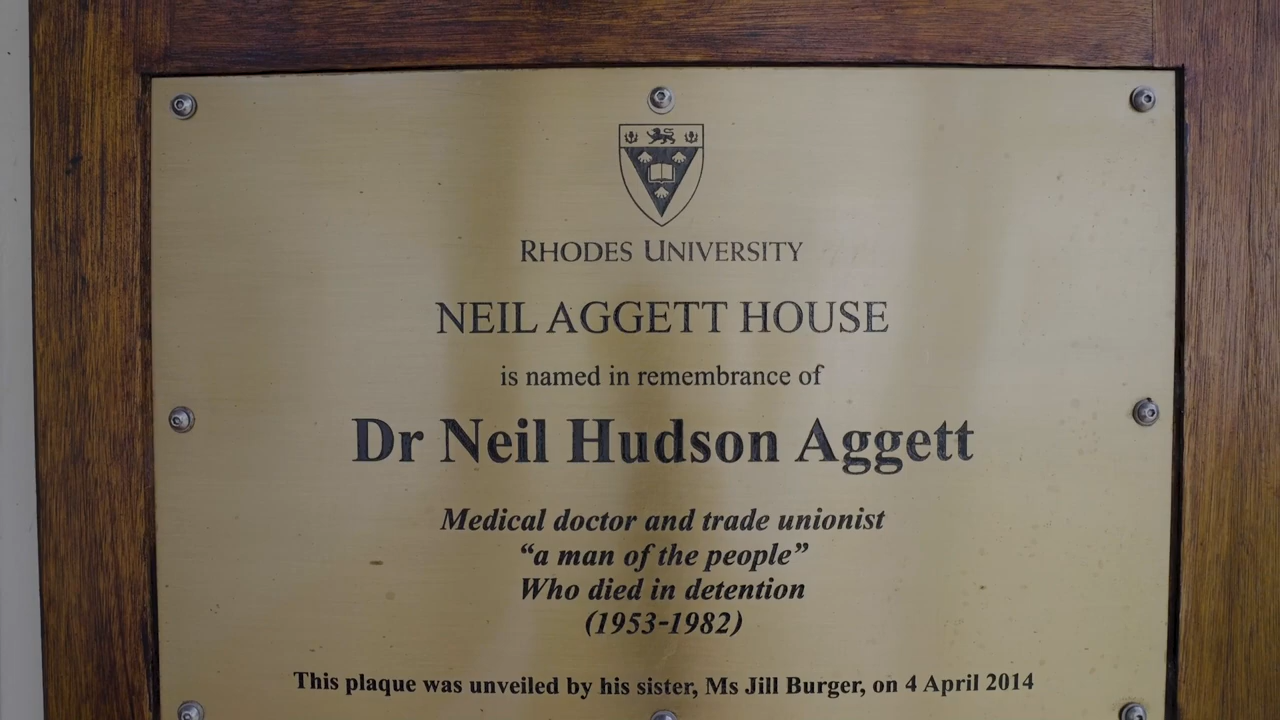 RHODES UNIVERSITY
NEIL AGGETT HOUSE
is named in remembrance of
Dr Neil Hudson Aggett
Medical doctor and trade unionist
“a man of the people”
Who died in detention
(1953-1982)
This plaque was unveiled by his sister, Ms Jill Burger, on 4 April 2014